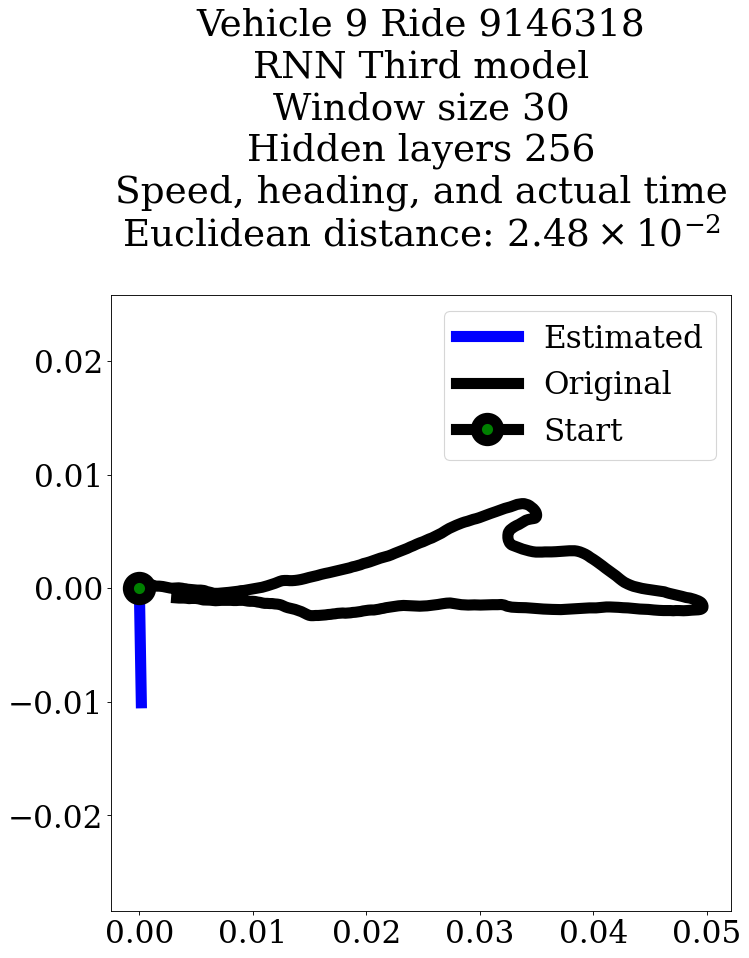 Vehicle 9 Ride 9146318
RNN Third model
Window size 30
Hidden layers 256
Speed, heading, and actual time
Euclidean distance: 2.48 × 10⁻²
Estimated
Original
Start
0.02
0.01
0.00
−0.01
−0.02
0.00 0.01 0.02 0.03 0.04 0.05